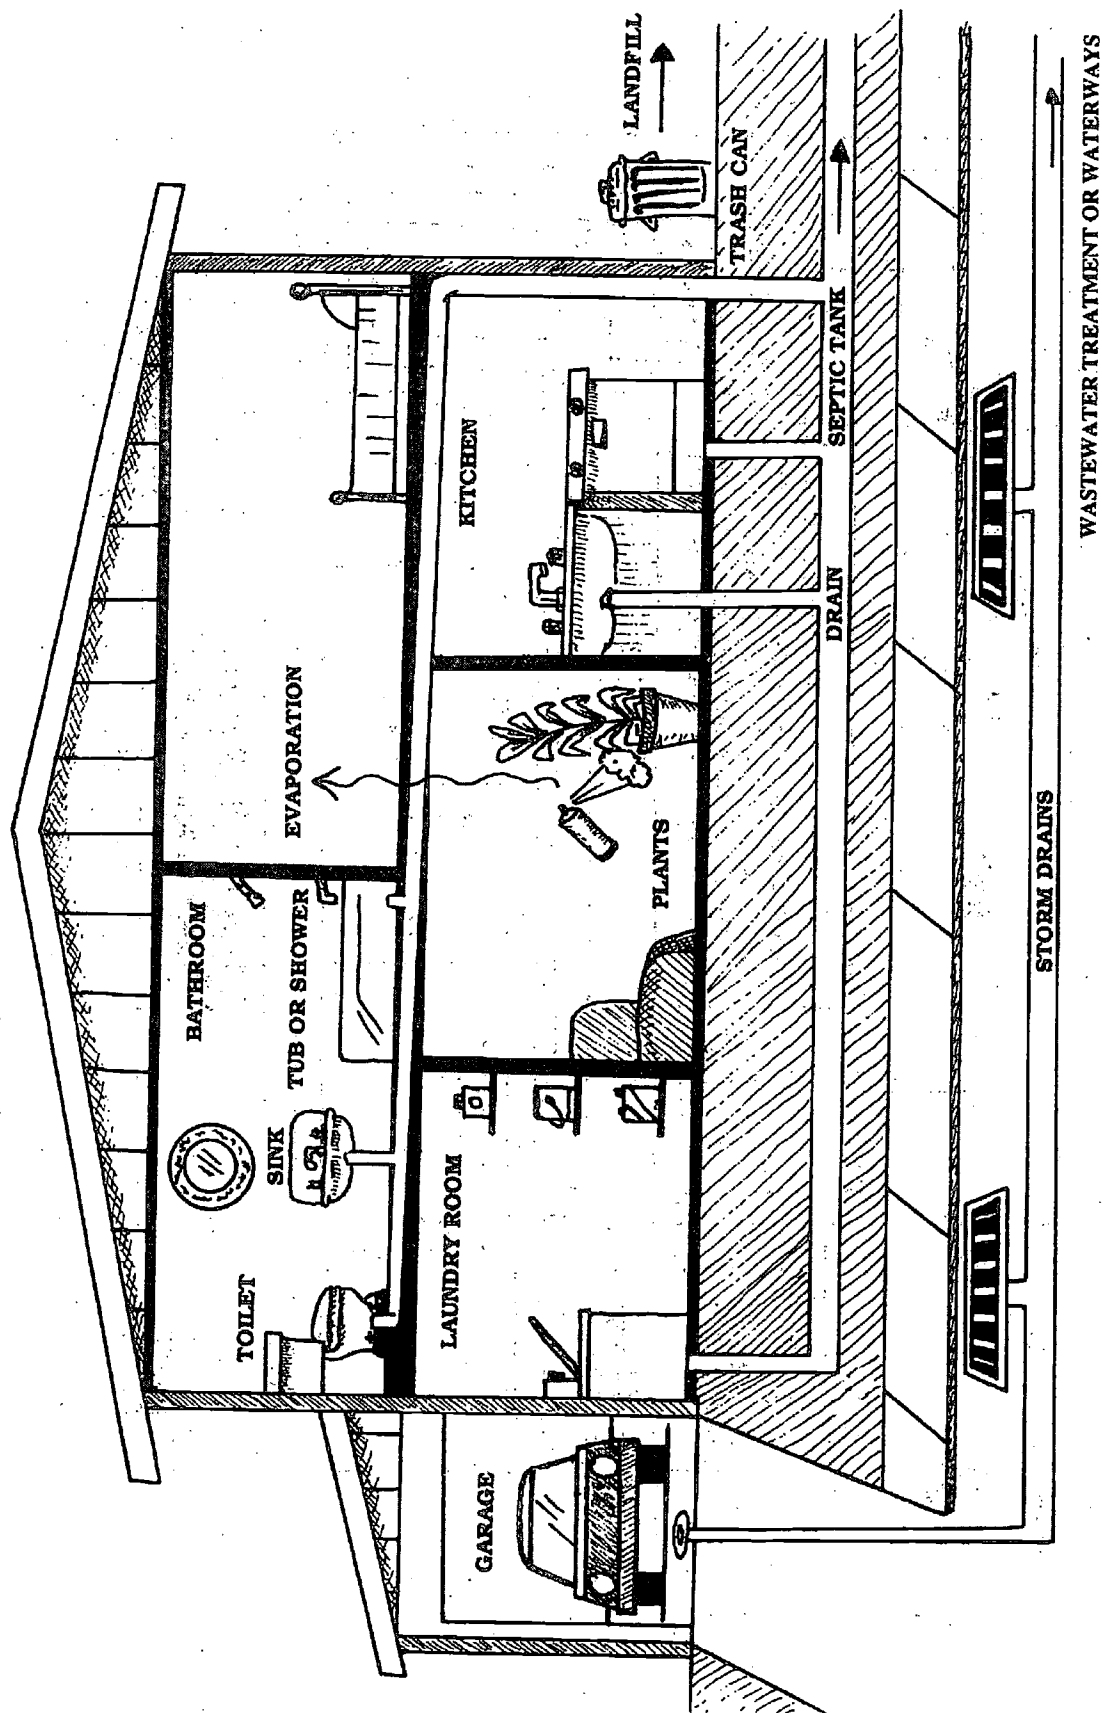 TOILET
SINK
BATHROOM
TUB OR SHOWER
EVAPORATION
GARAGE
LAUNDRY ROOM
PLANTS
KITCHEN
LANDFILL
TRASH CAN
DRAIN
SEPTIC TANK
STORM DRAINS
WASTEWATER TREATMENT OR WATERWAYS